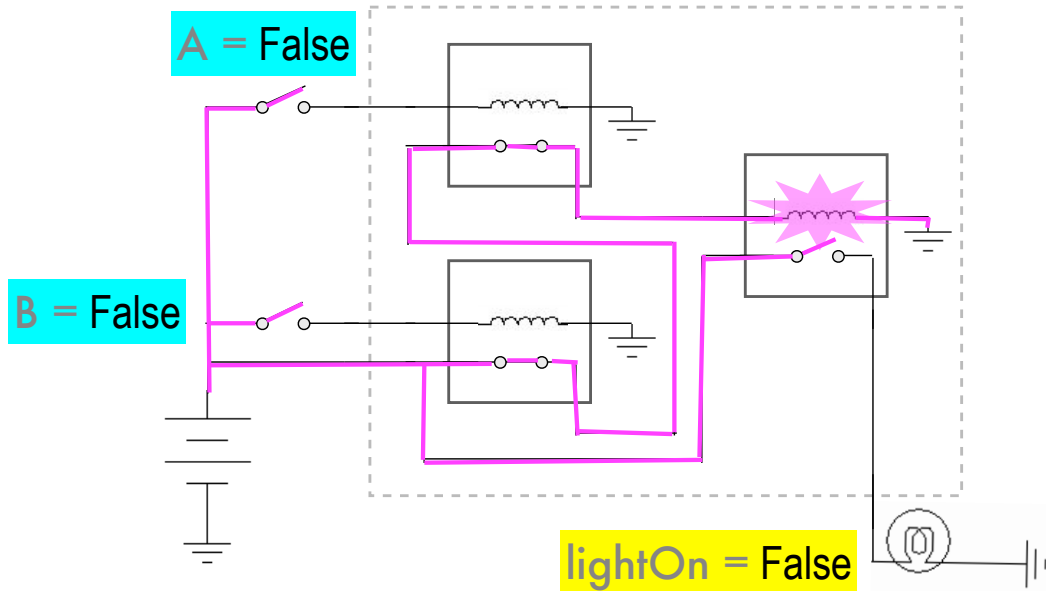 A = False
B = False
lightOn = False